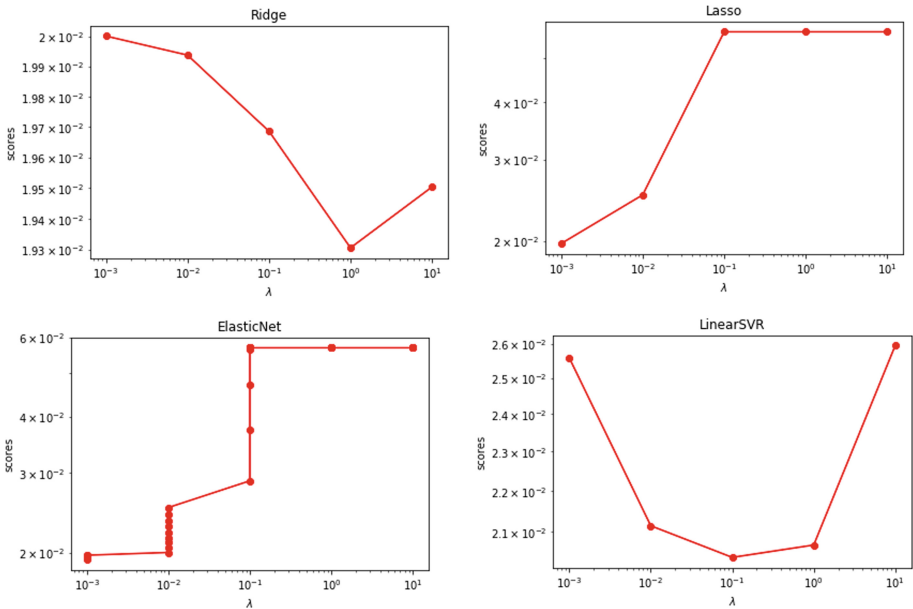 Ridge
2 × 10⁻²
1.99 × 10⁻²
1.98 × 10⁻²
1.97 × 10⁻²
1.96 × 10⁻²
1.95 × 10⁻²
1.94 × 10⁻²
1.93 × 10⁻²
scores
10⁻³ 10⁻² 10⁻¹ 10⁰ 10¹
λ
Lasso
4 × 10⁻²
3 × 10⁻²
2 × 10⁻²
scores
10⁻³ 10⁻² 10⁻¹ 10⁰ 10¹
λ
ElasticNet
6 × 10⁻²
4 × 10⁻²
3 × 10⁻²
2 × 10⁻²
scores
10⁻³ 10⁻² 10⁻¹ 10⁰ 10¹
λ
LinearSVR
2.6 × 10⁻²
2.5 × 10⁻²
2.4 × 10⁻²
2.3 × 10⁻²
2.2 × 10⁻²
2.1 × 10⁻²
scores
10⁻³ 10⁻² 10⁻¹ 10⁰ 10¹
λ